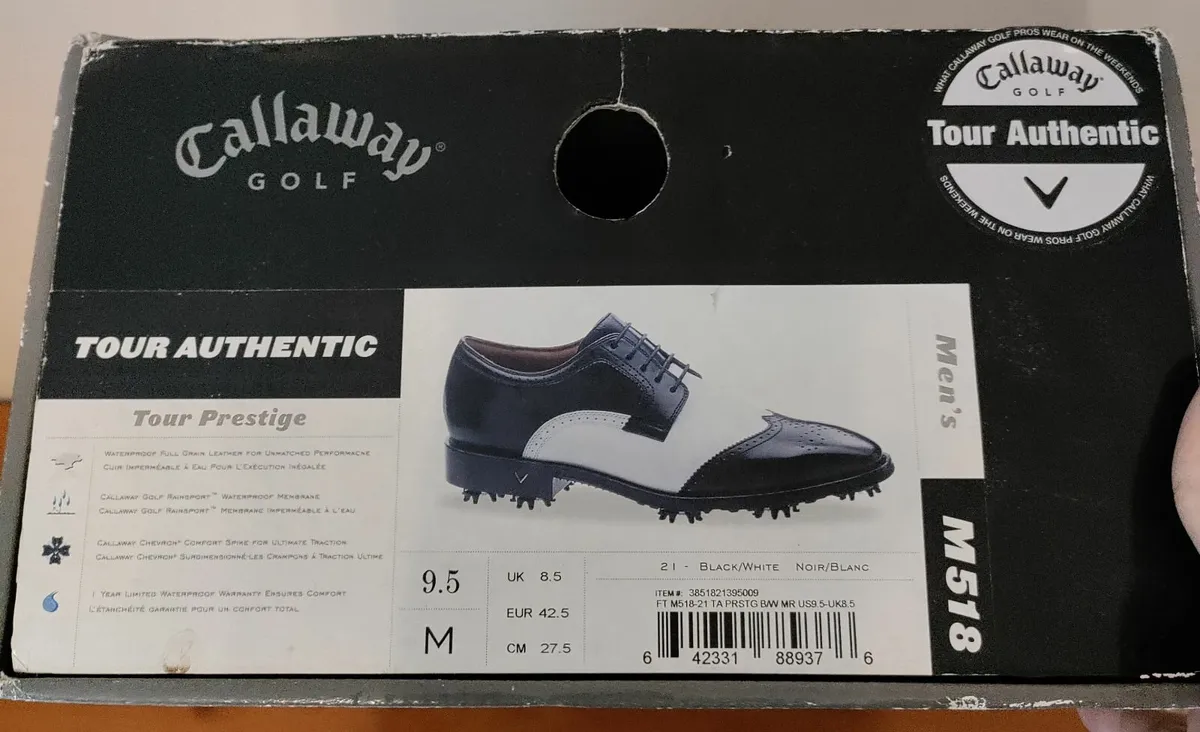 Callaway®
GOLF
WHAT CALLAWAY GOLF PROS WEAR ON THE WEEKENDS
Callaway
GOLF
Tour Authentic
WHAT CALLAWAY GOLF PROS WEAR ON THE WEEKENDS
TOUR AUTHENTIC
Tour Prestige
WATERPROOF FULL GRAIN LEATHER FOR UNMATCHED PERFORMACNE
CUIR IMPERMÉABLE À EAU POUR L'EXÉCUTION INÉGALÉE
CALLAWAY GOLF RAINSPORT™ WATERPROOF MEMBRANE
CALLAWAY GOLF RAINSPORT™ MEMBRANE IMPERMÉABLE À L'EAU
CALLAWAY CHEVRON® COMFORT SPIKE FOR ULTIMATE TRACTION
CALLAWAY CHEVRON® SURDIMENSIONNÉ-LES CRAMPONS À TRACTION ULTIME
1 YEAR LIMITED WATERPROOF WARRANTY ENSURES COMFORT
L'ÉTANCHÉITÉ GARANTIE POUR UN CONFORT TOTAL
Men's
M518
9.5
M
UK 8.5
EUR 42.5
CM 27.5
21 - BLACK/WHITE NOIR/BLANC
ITEM #: 3851821395009
FT M518-21 TA PRSTG B/W MR US9.5-UK8.5
6 42331 88937 6